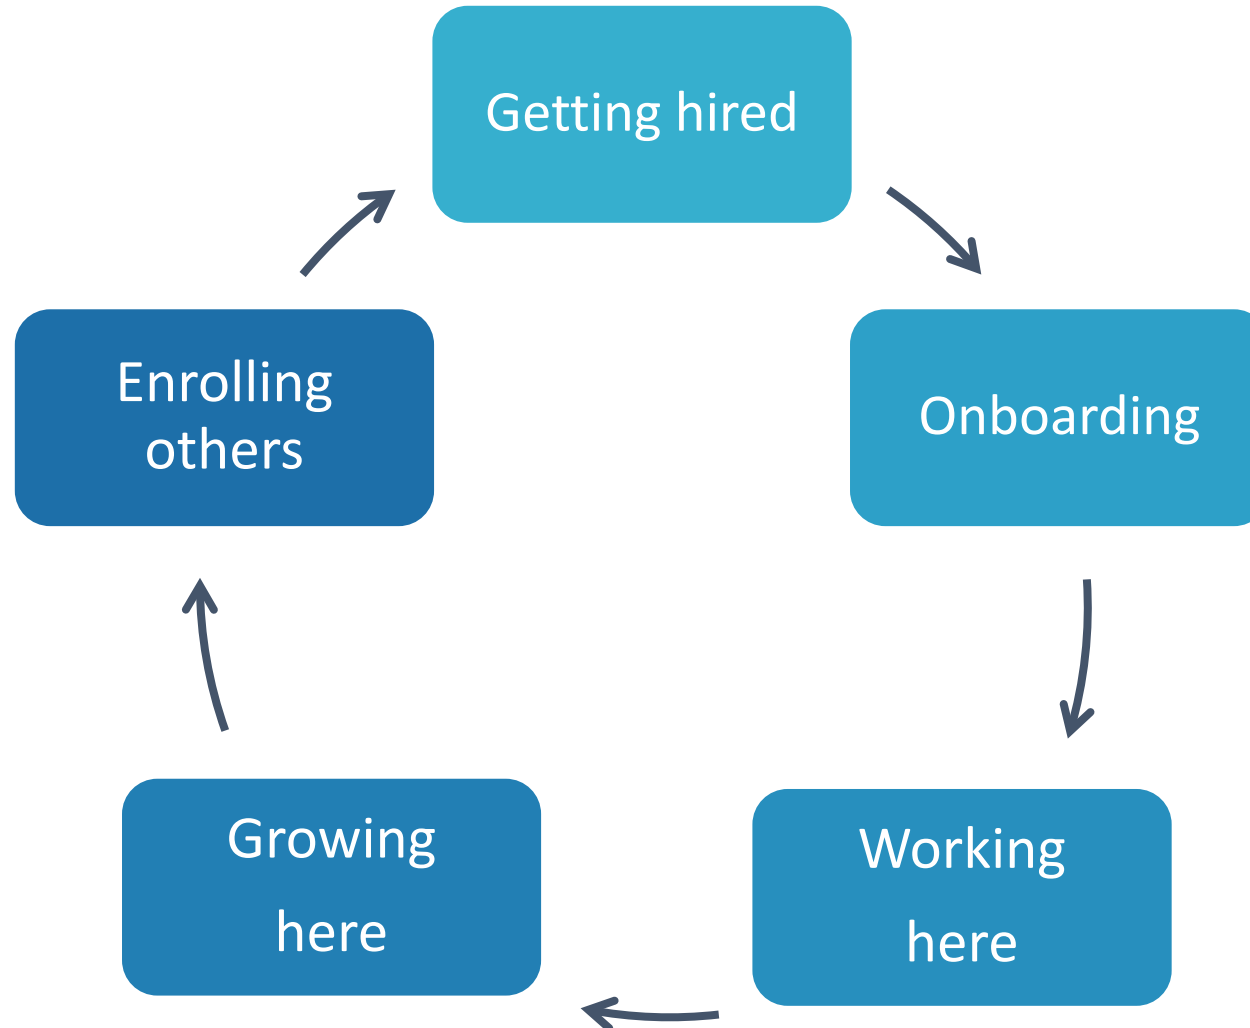 Getting hired
Onboarding
Working
here
Growing
here
Enrolling
others